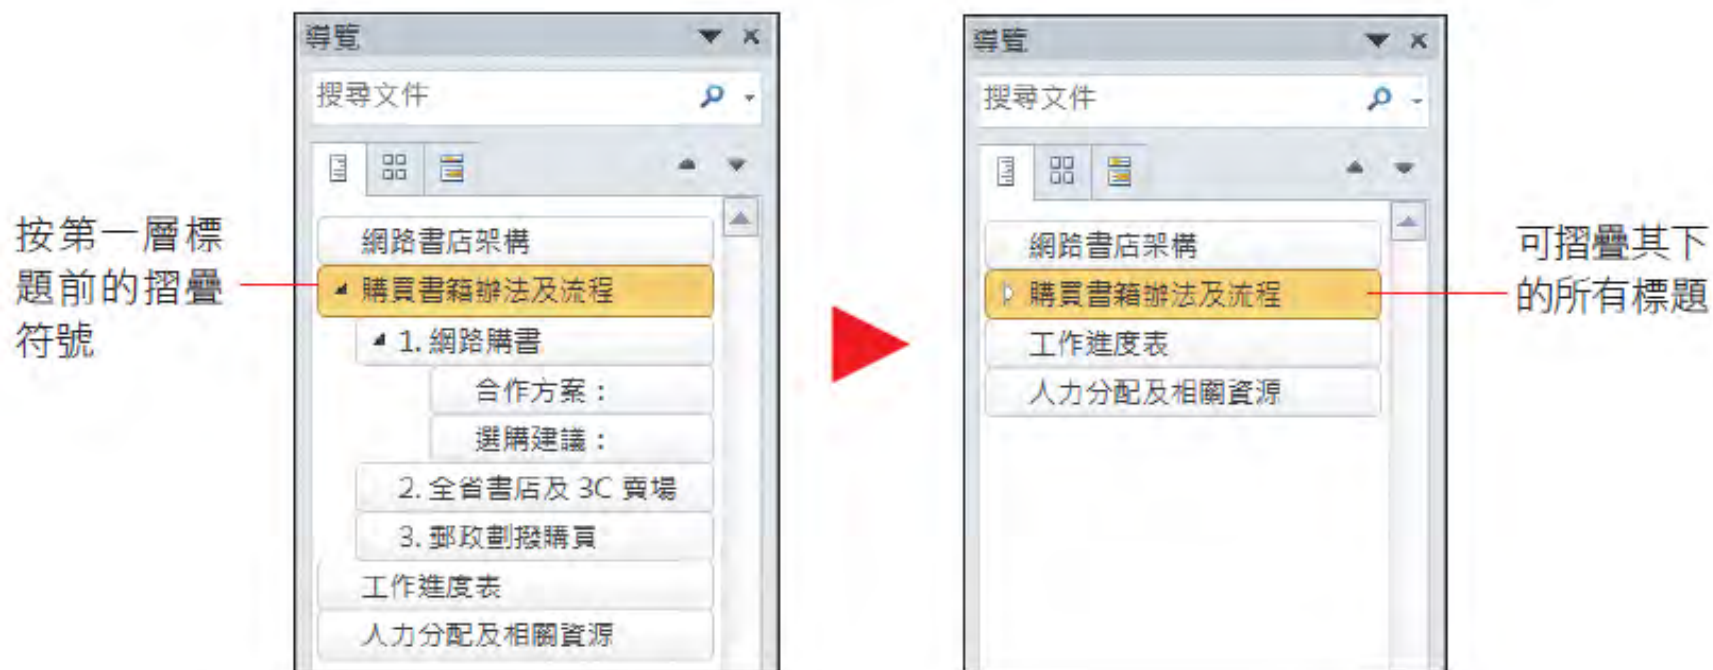 導覽
搜尋文件
網路書店架構
購買書籍辦法及流程
1. 網路購書
合作方案：
選購建議：
2. 全省書店及 3C 賣場
3. 郵政劃撥購買
工作進度表
人力分配及相關資源
按第一層標
題前的摺疊
符號
導覽
搜尋文件
網路書店架構
購買書籍辦法及流程
工作進度表
人力分配及相關資源
可摺疊其下
的所有標題